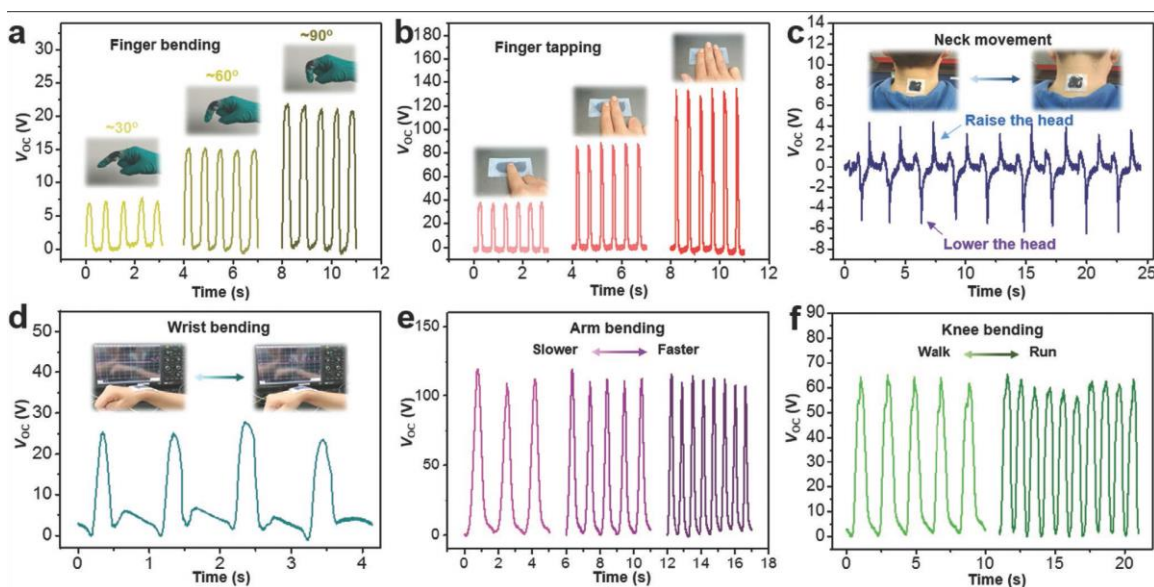 a
Finger bending
~90°
~60°
~30°
V_OC (V)
35
30
25
20
15
10
5
0
0 2 4 6 8 10 12
Time (s)
b
Finger tapping
V_OC (V)
180
160
140
120
100
80
60
40
20
0
0 2 4 6 8 10 12
Time (s)
c
Neck movement
Raise the head
Lower the head
V_OC (V)
14
12
10
8
6
4
2
0
-2
-4
-6
-8
0 5 10 15 20 25
Time (s)
d
Wrist bending
V_OC (V)
50
40
30
20
10
0
0 1 2 3 4
Time (s)
e
Arm bending
Slower Faster
V_OC (V)
150
100
50
0
0 2 4 6 8 10 12 14 16 18
Time (s)
f
Knee bending
Walk Run
V_OC (V)
90
80
70
60
50
40
30
20
10
0
0 5 10 15 20
Time (s)